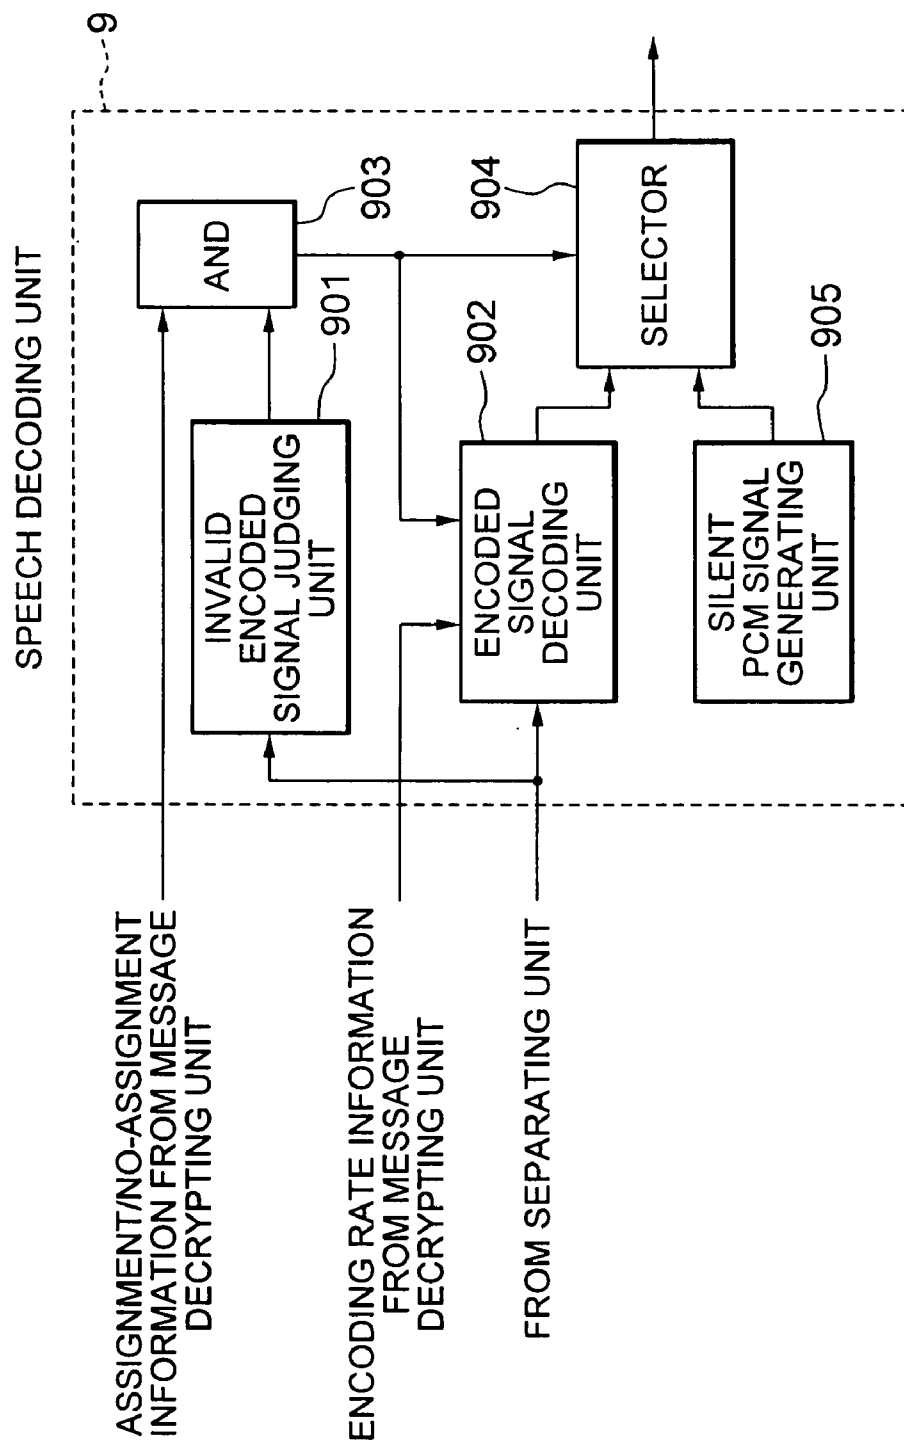 SPEECH DECODING UNIT
9
ASSIGNMENT/NO-ASSIGNMENT
INFORMATION FROM MESSAGE
DECRYPTING UNIT
AND
903
INVALID
ENCODED
SIGNAL JUDGING
UNIT
901
ENCODING RATE INFORMATION
FROM MESSAGE
DECRYPTING UNIT
FROM SEPARATING UNIT
ENCODED
SIGNAL
DECODING
UNIT
902
SELECTOR
904
SILENT
PCM SIGNAL
GENERATING
UNIT
905